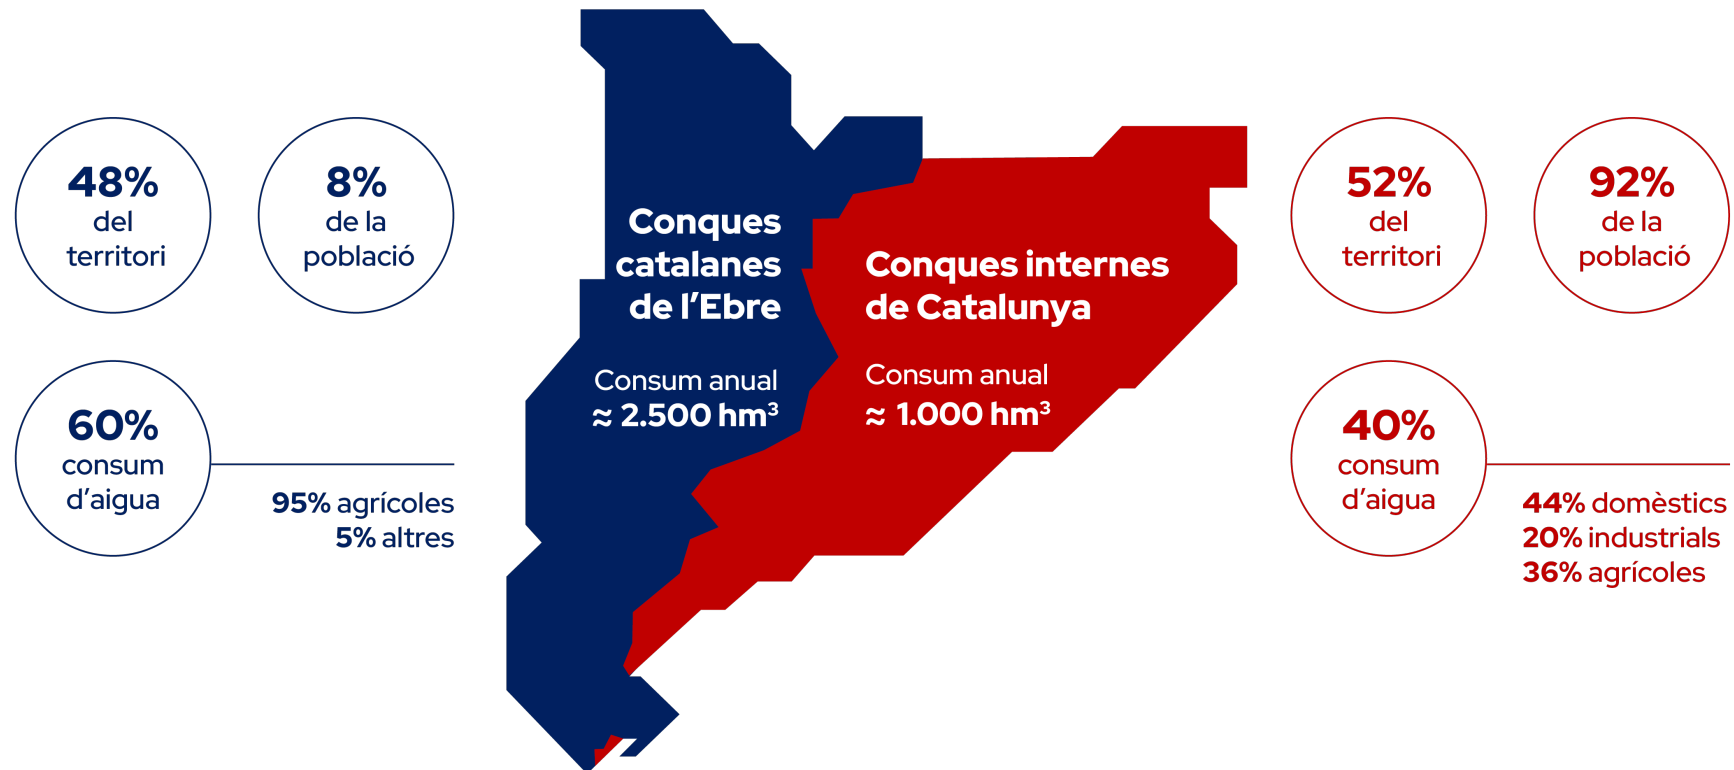 48%
del
territori
8%
de la
població
60%
consum
d'aigua
95% agrícoles
5% altres
Conques
catalanes
de l'Ebre
Consum anual
≈ 2.500 hm³
Conques internes
de Catalunya
Consum anual
≈ 1.000 hm³
52%
del
territori
92%
de la
població
40%
consum
d'aigua
44% domèstics
20% industrials
36% agrícoles